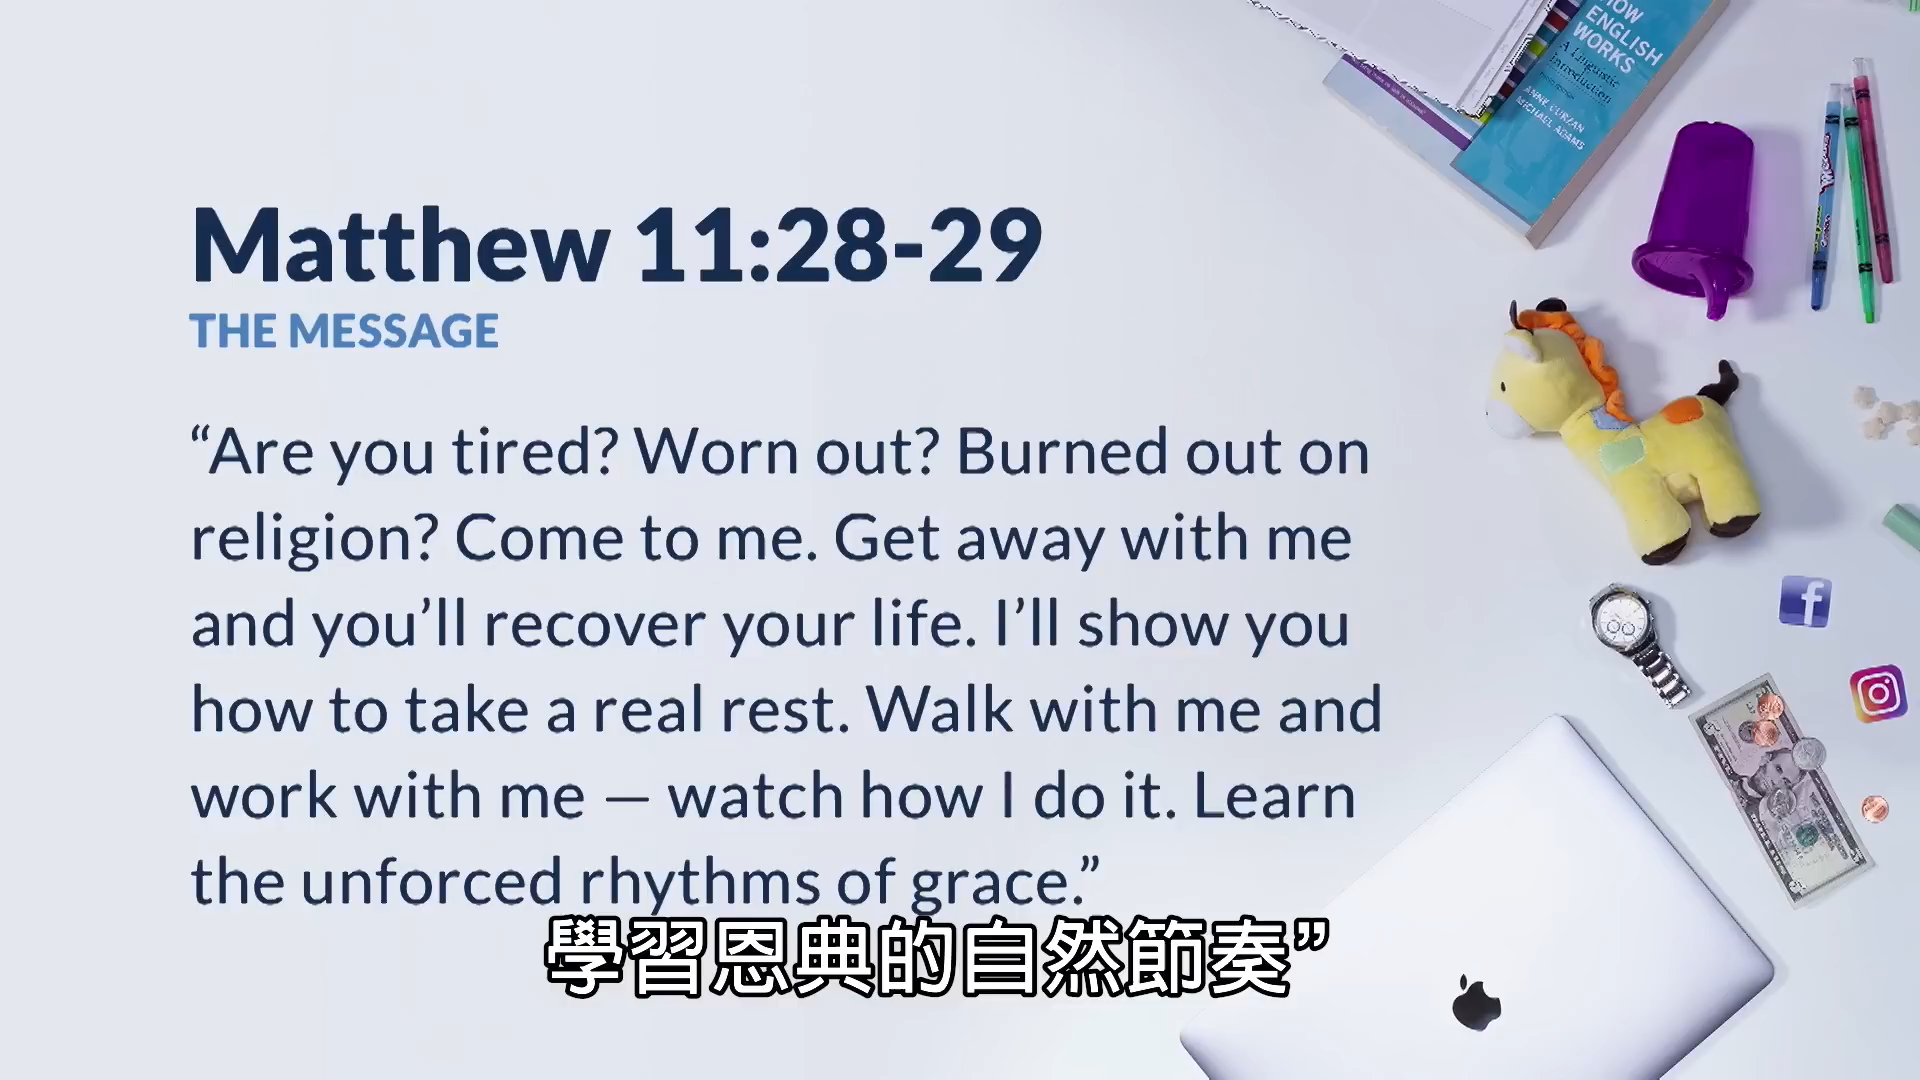 HOW
ENGLISH
WORKS
A Linguistic
Introduction
ANNE CURZAN
MICHAEL ADAMS
Matthew 11:28-29
THE MESSAGE
“Are you tired? Worn out? Burned out on
religion? Come to me. Get away with me
and you’ll recover your life. I’ll show you
how to take a real rest. Walk with me and
work with me — watch how I do it. Learn
the unforced rhythms of grace.”
學習恩典的自然節奏”